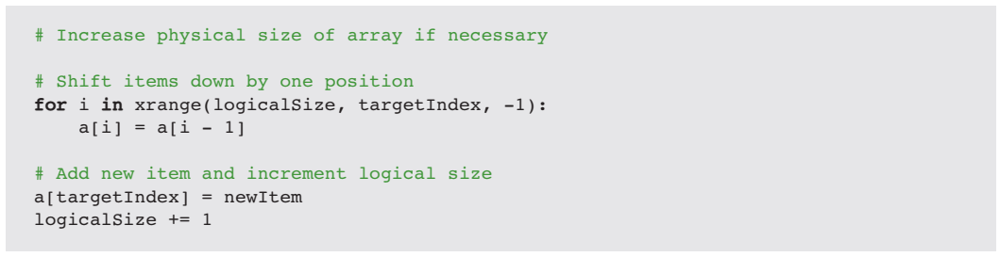 # Increase physical size of array if necessary
# Shift items down by one position
for i in xrange(logicalSize, targetIndex, -1):
    a[i] = a[i - 1]
# Add new item and increment logical size
a[targetIndex] = newItem
logicalSize += 1